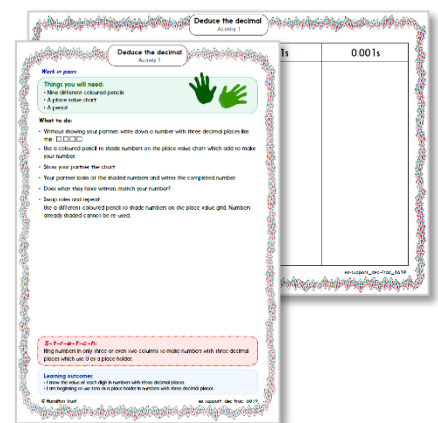 Deduce the decimal
Activity 1
0.001s
ex-support_dec-frac_0619
Deduce the decimal
Activity 1
Work in pairs
Things you will need:
• Nine different coloured pencils
• A place value chart
• A pencil
What to do:
• Without showing your partner, write down a number with three decimal places like
this:
• Use a coloured pencil to shade numbers on the place value chart which add to make
your number.
• Show your partner the chart.
• Your partner looks at the shaded numbers and writes the completed number.
• Does what they have written, match your number?
• Swap roles and repeat.
Use a different coloured pencil to shade numbers on the place value grid. Numbers
already shaded cannot be re-used.
S-t-r-e-t-c-h:
Ring numbers in only three or even two columns to make numbers with three decimal
places which use 0 as a place holder.
Learning outcomes:
• I know the value of each digit in numbers with three decimal places.
• I am beginning to use zero as a place holder in numbers with three decimal places.
© Hamilton Trust
ex-support_dec-frac_0619